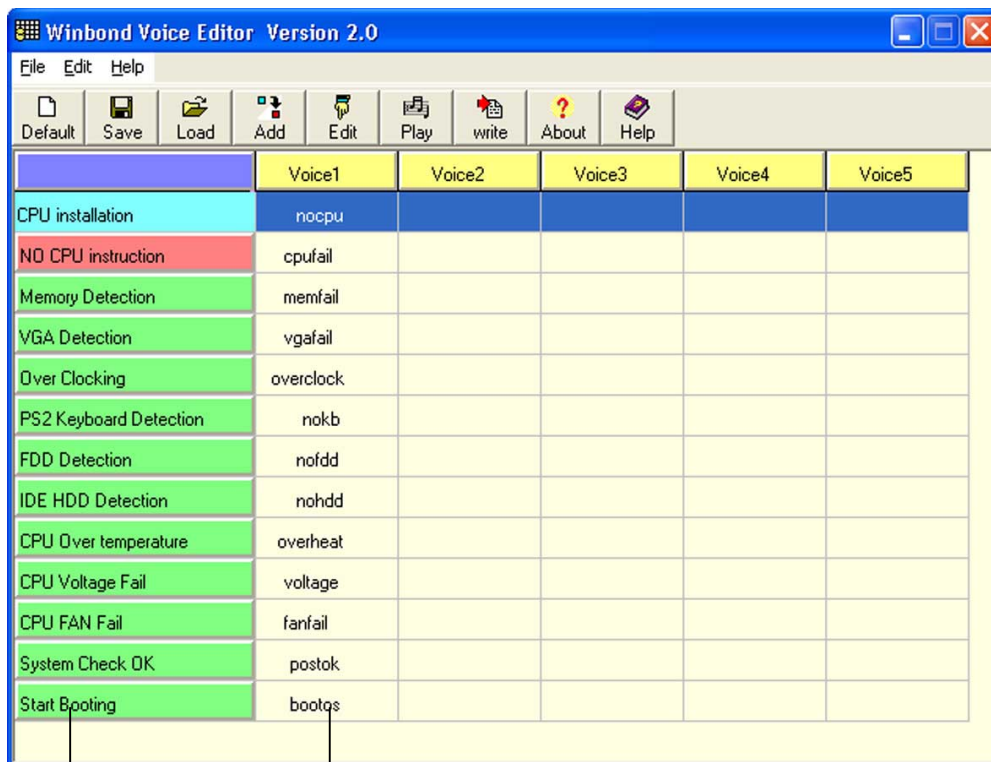 Winbond Voice Editor Version 2.0
File Edit Help
Default Save Load Add Edit Play write About Help
Voice1 Voice2 Voice3 Voice4 Voice5
CPU installation nocpu
NO CPU instruction cpufail
Memory Detection memfail
VGA Detection vgafail
Over Clocking overclock
PS2 Keyboard Detection nokb
FDD Detection nofdd
IDE HDD Detection nohdd
CPU Over temperature overheat
CPU Voltage Fail voltage
CPU FAN Fail fanfail
System Check OK postok
Start Booting bootos